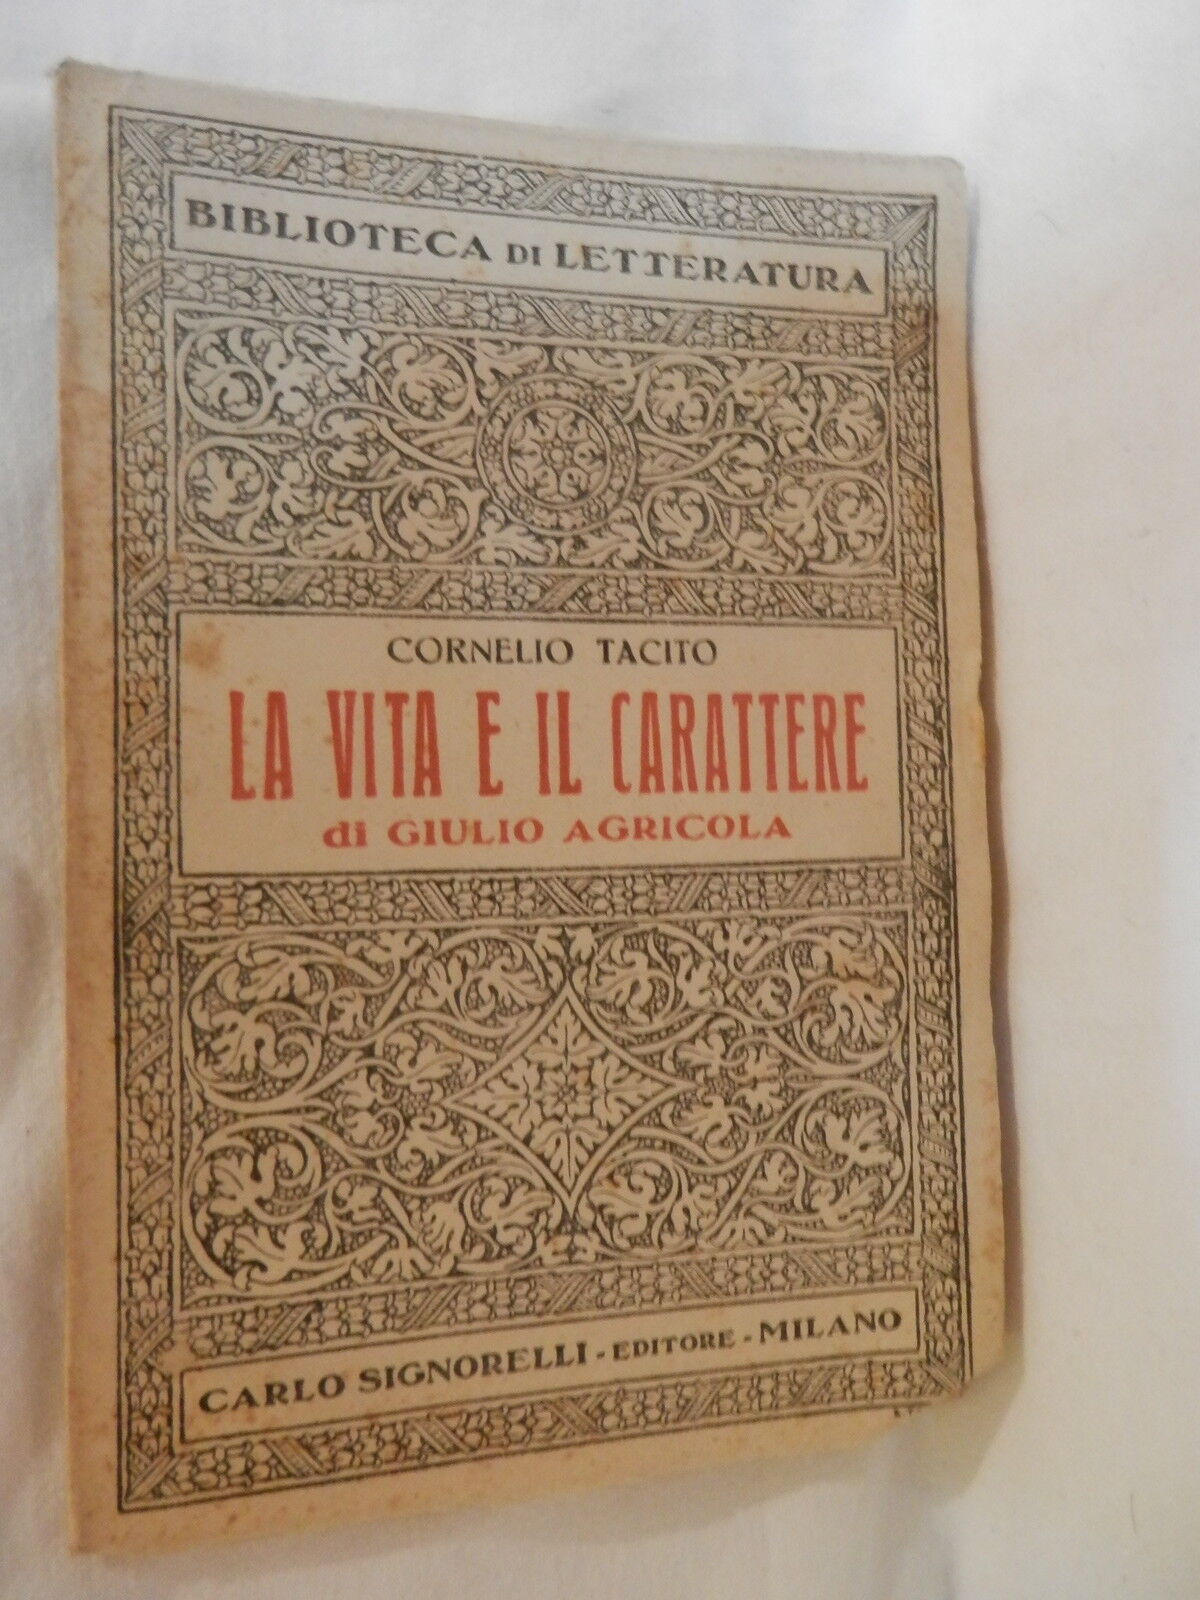 BIBLIOTECA DI LETTERATURA
CORNELIO TACITO
LA VITA E IL CARATTERE
di GIULIO AGRICOLA
CARLO SIGNORELLI - EDITORE - MILANO